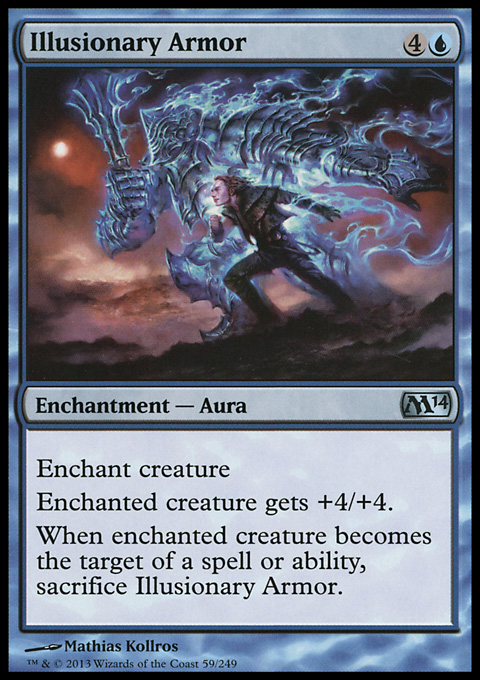 Illusionary Armor 4
Enchantment — Aura M14
Enchant creature
Enchanted creature gets +4/+4.
When enchanted creature becomes
the target of a spell or ability,
sacrifice Illusionary Armor.
Mathias Kollros
™ & © 2013 Wizards of the Coast 59/249